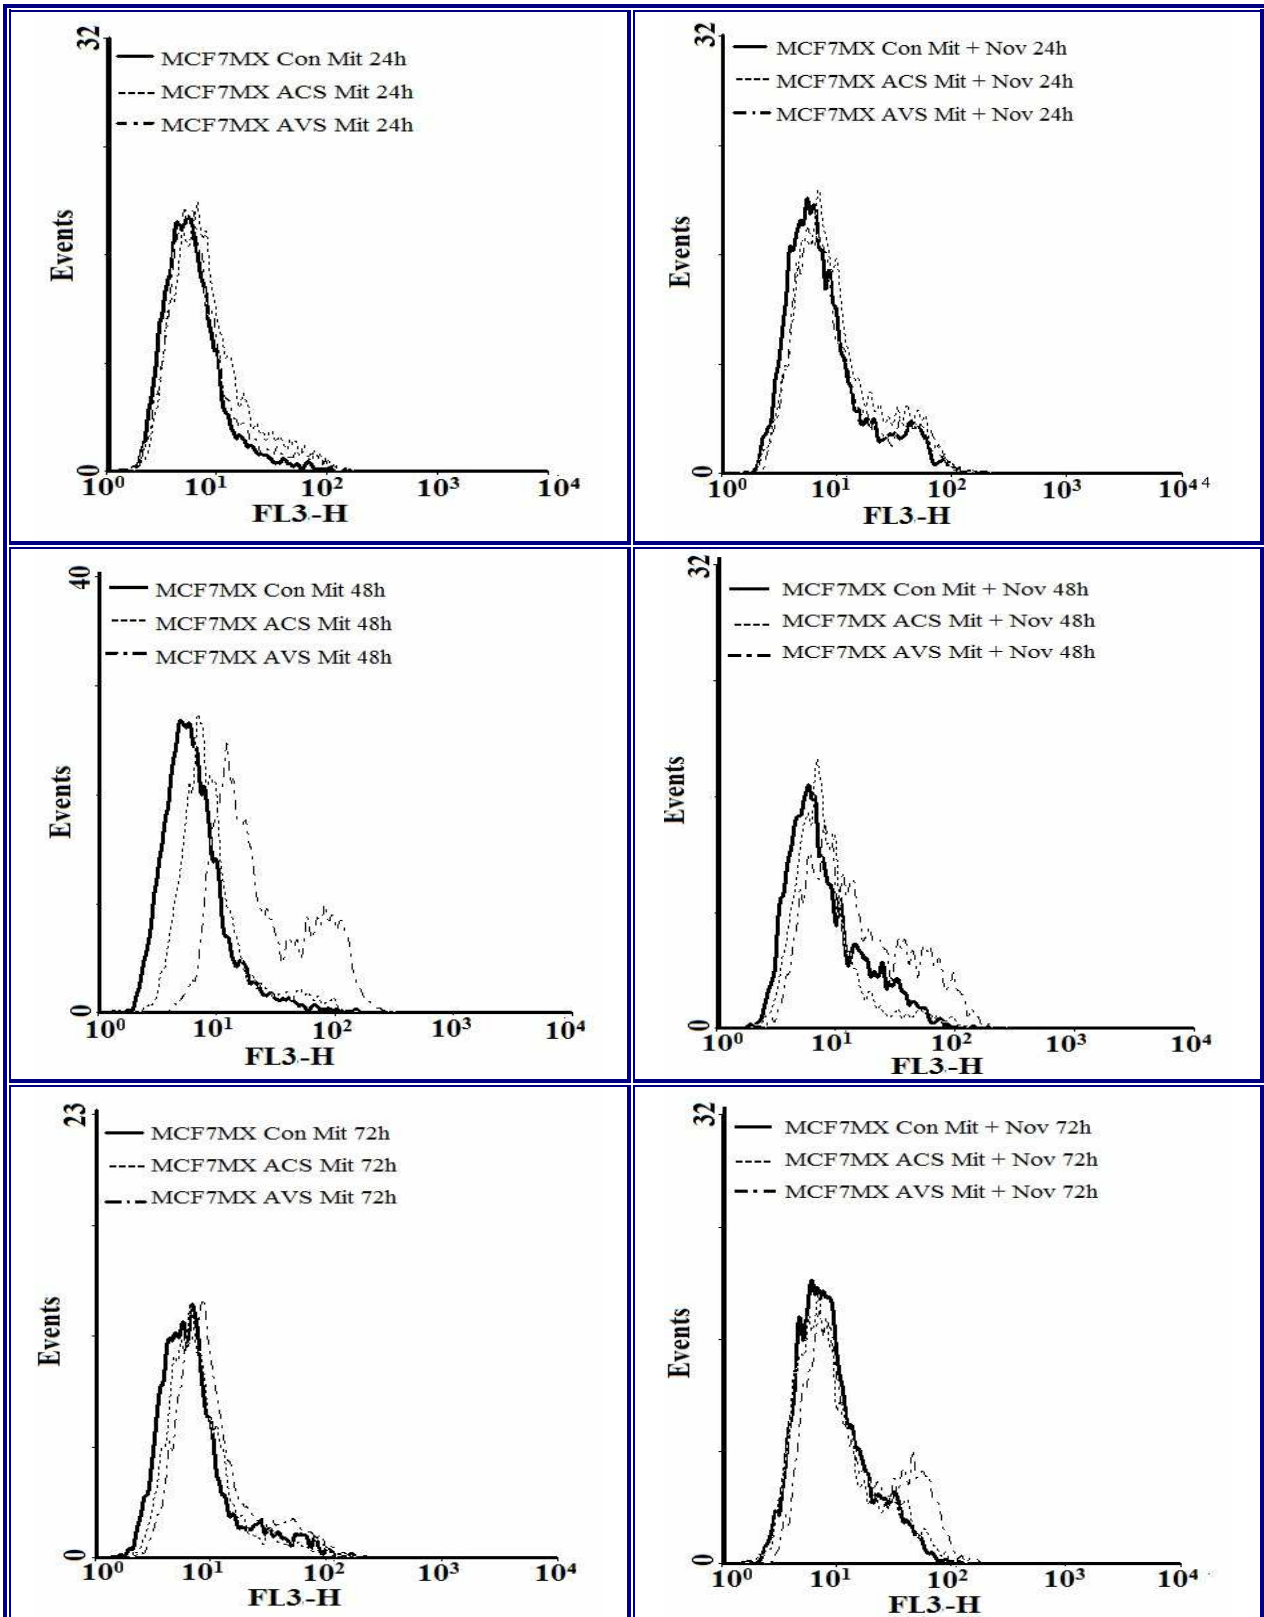 32
MCF7MX Con Mit 24h
MCF7MX ACS Mit 24h
MCF7MX AVS Mit 24h
Events
0
10⁰ 10¹ 10² 10³ 10⁴
FL3-H
32
MCF7MX Con Mit + Nov 24h
MCF7MX ACS Mit + Nov 24h
MCF7MX AVS Mit + Nov 24h
Events
0
10⁰ 10¹ 10² 10³ 10⁴ 4
FL3-H
40
MCF7MX Con Mit 48h
MCF7MX ACS Mit 48h
MCF7MX AVS Mit 48h
Events
0
10⁰ 10¹ 10² 10³ 10⁴
FL3-H
32
MCF7MX Con Mit + Nov 48h
MCF7MX ACS Mit + Nov 48h
MCF7MX AVS Mit + Nov 48h
Events
0
10⁰ 10¹ 10² 10³ 10⁴
FL3-H
23
MCF7MX Con Mit 72h
MCF7MX ACS Mit 72h
MCF7MX AVS Mit 72h
Events
0
10⁰ 10¹ 10² 10³ 10⁴
FL3-H
32
MCF7MX Con Mit + Nov 72h
MCF7MX ACS Mit + Nov 72h
MCF7MX AVS Mit + Nov 72h
Events
0
10⁰ 10¹ 10² 10³ 10⁴
FL3-H